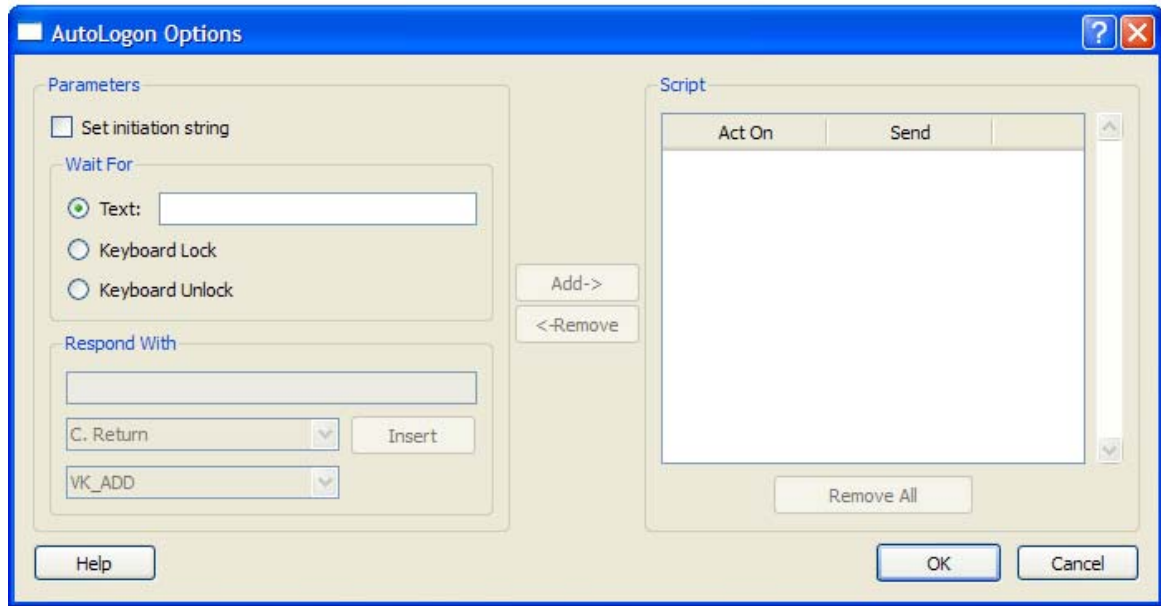 AutoLogon Options
?
X
Parameters
Set initiation string
Wait For
Text:
Keyboard Lock
Keyboard Unlock
Respond With
C. Return
Insert
VK_ADD
Add->
<-Remove
Script
Act On Send
Remove All
Help
OK
Cancel